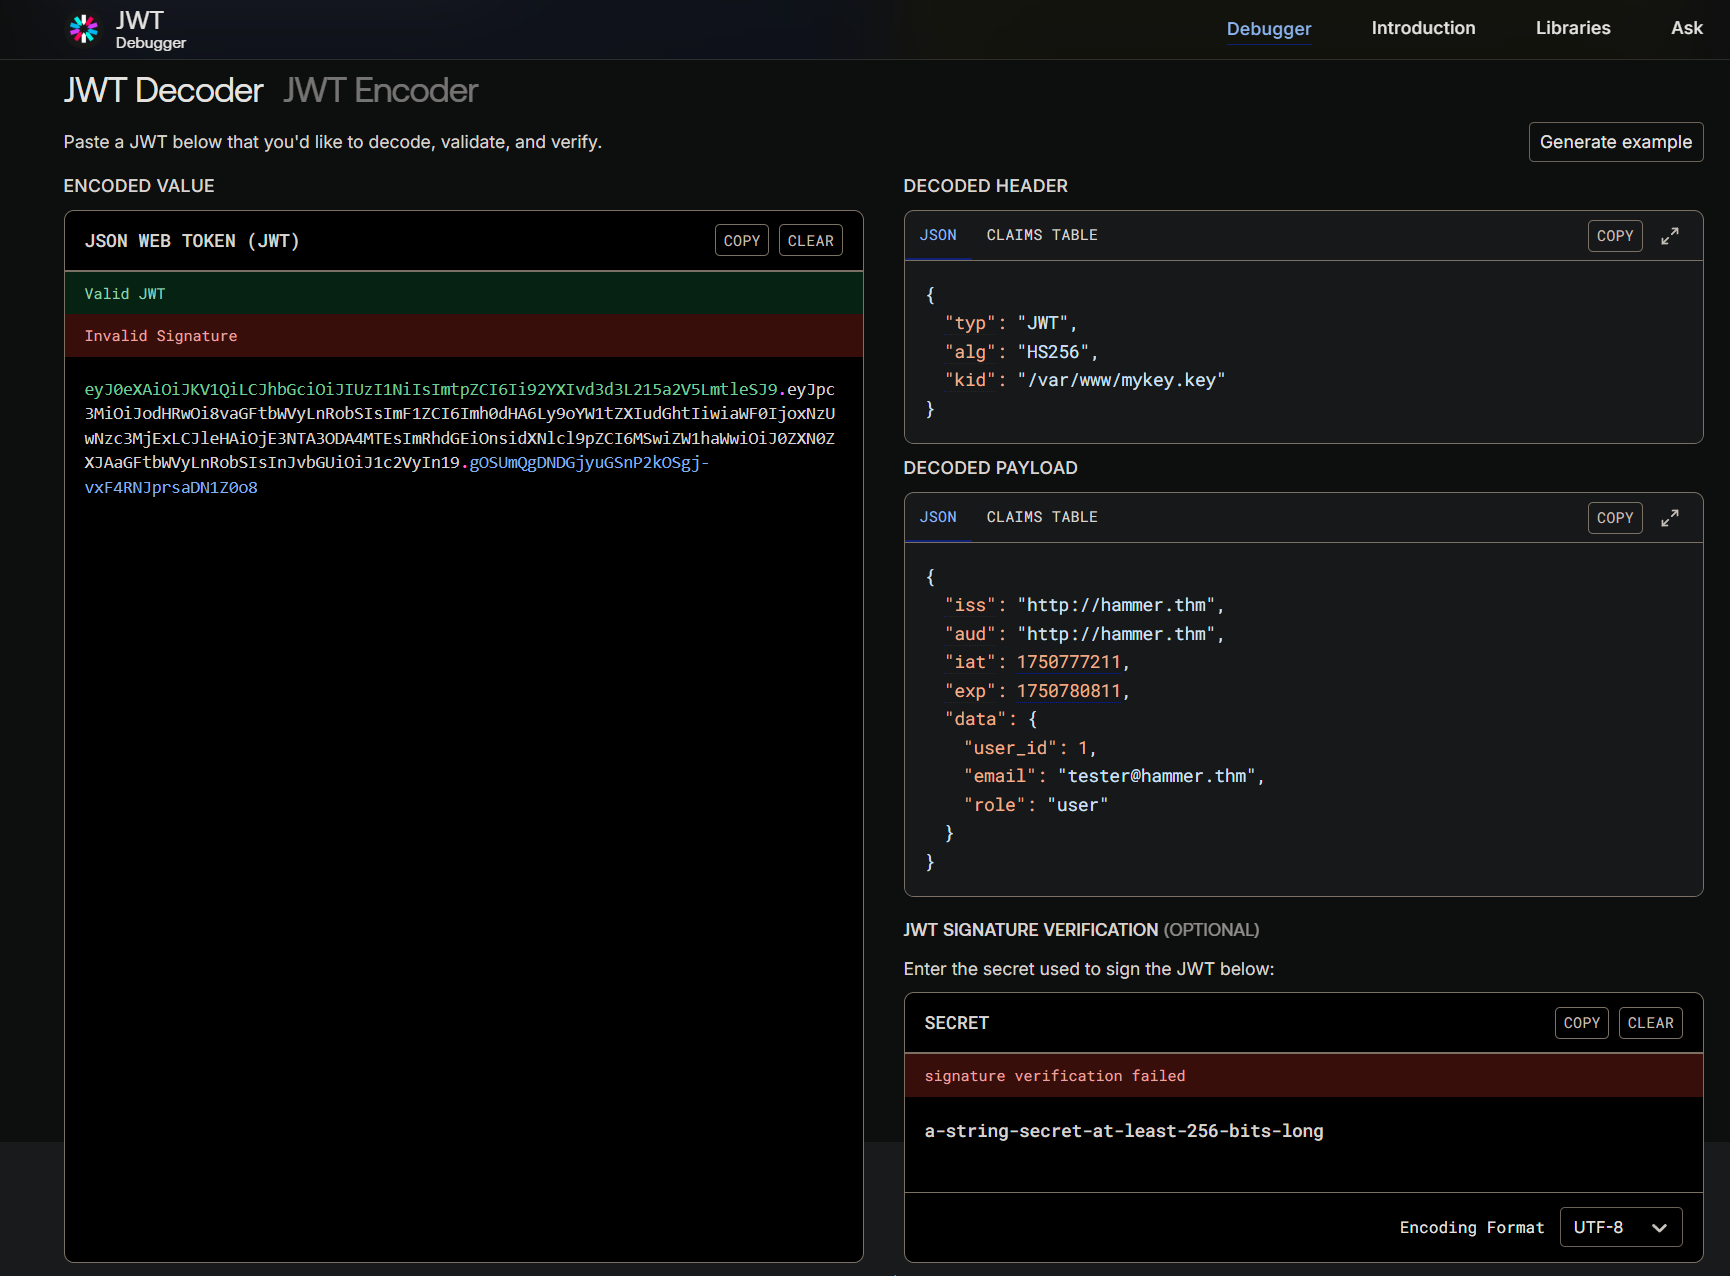 JWT
Debugger
Debugger
Introduction
Libraries
Ask
JWT Decoder
JWT Encoder
Paste a JWT below that you'd like to decode, validate, and verify.
Generate example
ENCODED VALUE
JSON WEB TOKEN (JWT)
COPY
CLEAR
Valid JWT
Invalid Signature
eyJ0eXAiOiJKV1QiLCJhbGciOiJIUzI1NiIsImtpZCI6Ii92YXIvd3d3L215a2V5LmtleSJ9.eyJpc
3MiOiJodHRwOi8vaGFtbWVyLnRobSIsImF1ZCI6Imh0dHA6Ly9oYW1tZXIudGhtIiwiaWF0IjoxNzU
wNzc3MjExLCJleHAiOjE3NTA3ODA4MTEsImRhdGEiOnsidXNlcl9pZCI6MSwiZW1haWwiOiJ0ZXN0Z
XJAaGFtbWVyLnRobSIsInJvbGUiOiJ1c2VyIn19.gOSUmQgDNDGjyuGSnP2kOSgj-
vxF4RNJprsaDN1Z0o8
DECODED HEADER
JSON
CLAIMS TABLE
COPY
{
"typ": "JWT",
"alg": "HS256",
"kid": "/var/www/mykey.key"
}
DECODED PAYLOAD
JSON
CLAIMS TABLE
COPY
{
"iss": "http://hammer.thm",
"aud": "http://hammer.thm",
"iat": 1750777211,
"exp": 1750780811,
"data": {
"user_id": 1,
"email": "tester@hammer.thm",
"role": "user"
}
}
JWT SIGNATURE VERIFICATION (OPTIONAL)
Enter the secret used to sign the JWT below:
SECRET
COPY
CLEAR
signature verification failed
a-string-secret-at-least-256-bits-long
Encoding Format
UTF-8